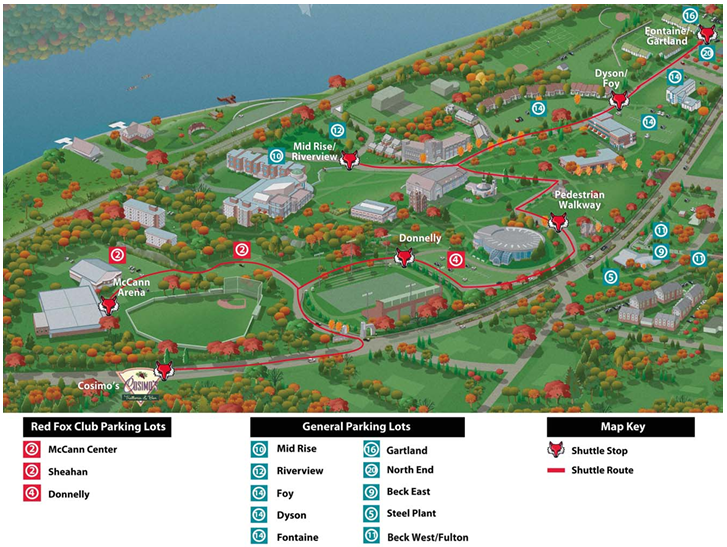 16
Fontaine/
Gartland
20
Dyson/
Foy
14
14
14
12
Mid Rise/
Riverview
10
Pedestrian
Walkway
11
Donnelly
9
11
2
2
4
5
McCann
Arena
Cosimo's
COSIMO'S
Trattoria & Bar
Red Fox Club Parking Lots
2 McCann Center
2 Sheahan
4 Donnelly
General Parking Lots
10 Mid Rise
12 Riverview
14 Foy
14 Dyson
14 Fontaine
16 Gartland
20 North End
9 Beck East
5 Steel Plant
11 Beck West/Fulton
Map Key
Shuttle Stop
Shuttle Route